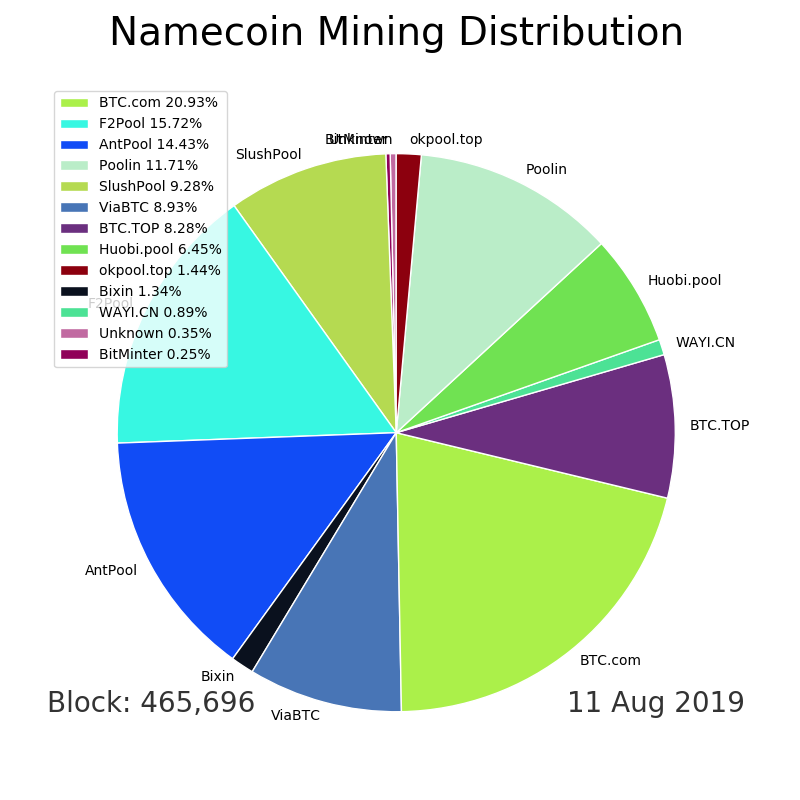 Namecoin Mining Distribution
BTC.com 20.93%
F2Pool 15.72%
AntPool 14.43%
Poolin 11.71%
SlushPool 9.28%
ViaBTC 8.93%
BTC.TOP 8.28%
Huobi.pool 6.45%
okpool.top 1.44%
Bixin 1.34%
WAYI.CN 0.89%
Unknown 0.35%
BitMinter 0.25%
SlushPool
BitMinter
Unknown
okpool.top
Poolin
Huobi.pool
WAYI.CN
BTC.TOP
F2Pool
AntPool
Bixin
ViaBTC
BTC.com
Block: 465,696
11 Aug 2019